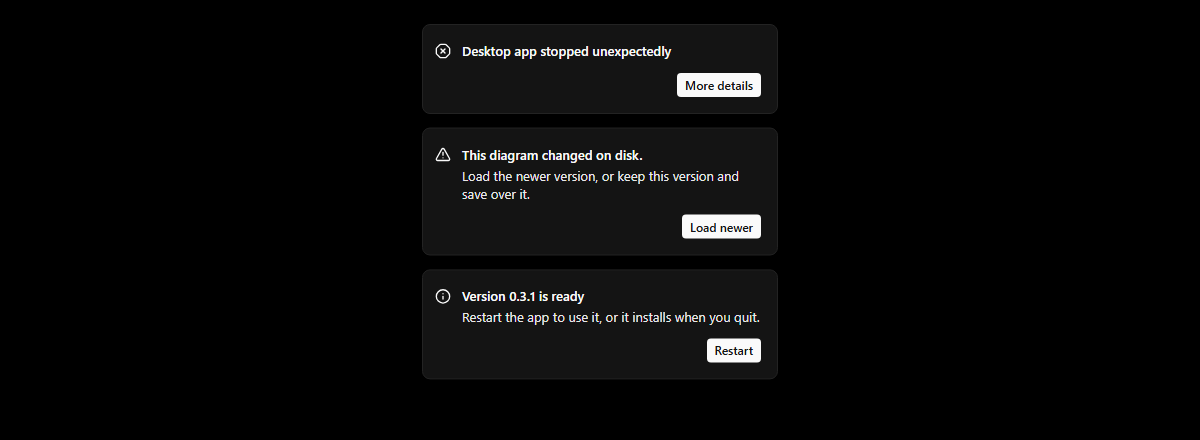 Desktop app stopped unexpectedly
More details
This diagram changed on disk.
Load the newer version, or keep this version and
save over it.
Load newer
Version 0.3.1 is ready
Restart the app to use it, or it installs when you quit.
Restart